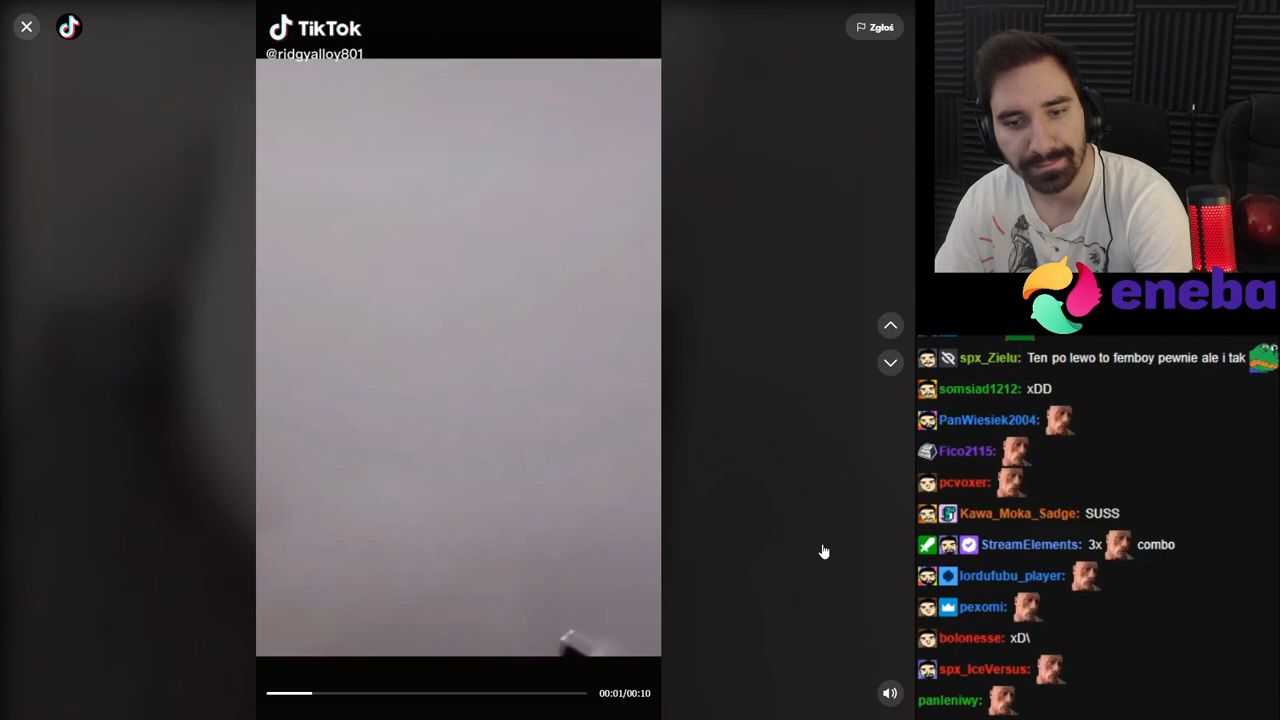 TikTok
@ridgyalloy801
Zgłoś
00:01/00:10
eneba
spx_Zielu: Ten po lewo to femboy pewnie ale i tak
somsiad1212: xDD
PanWiesiek2004:
Fico2115:
pcvoxer:
Kawa_Moka_Sadge: SUSS
StreamElements: 3x combo
lordufubu_player:
pexomi:
bolonesse: xD\
spx_IceVersus:
panleniwy: